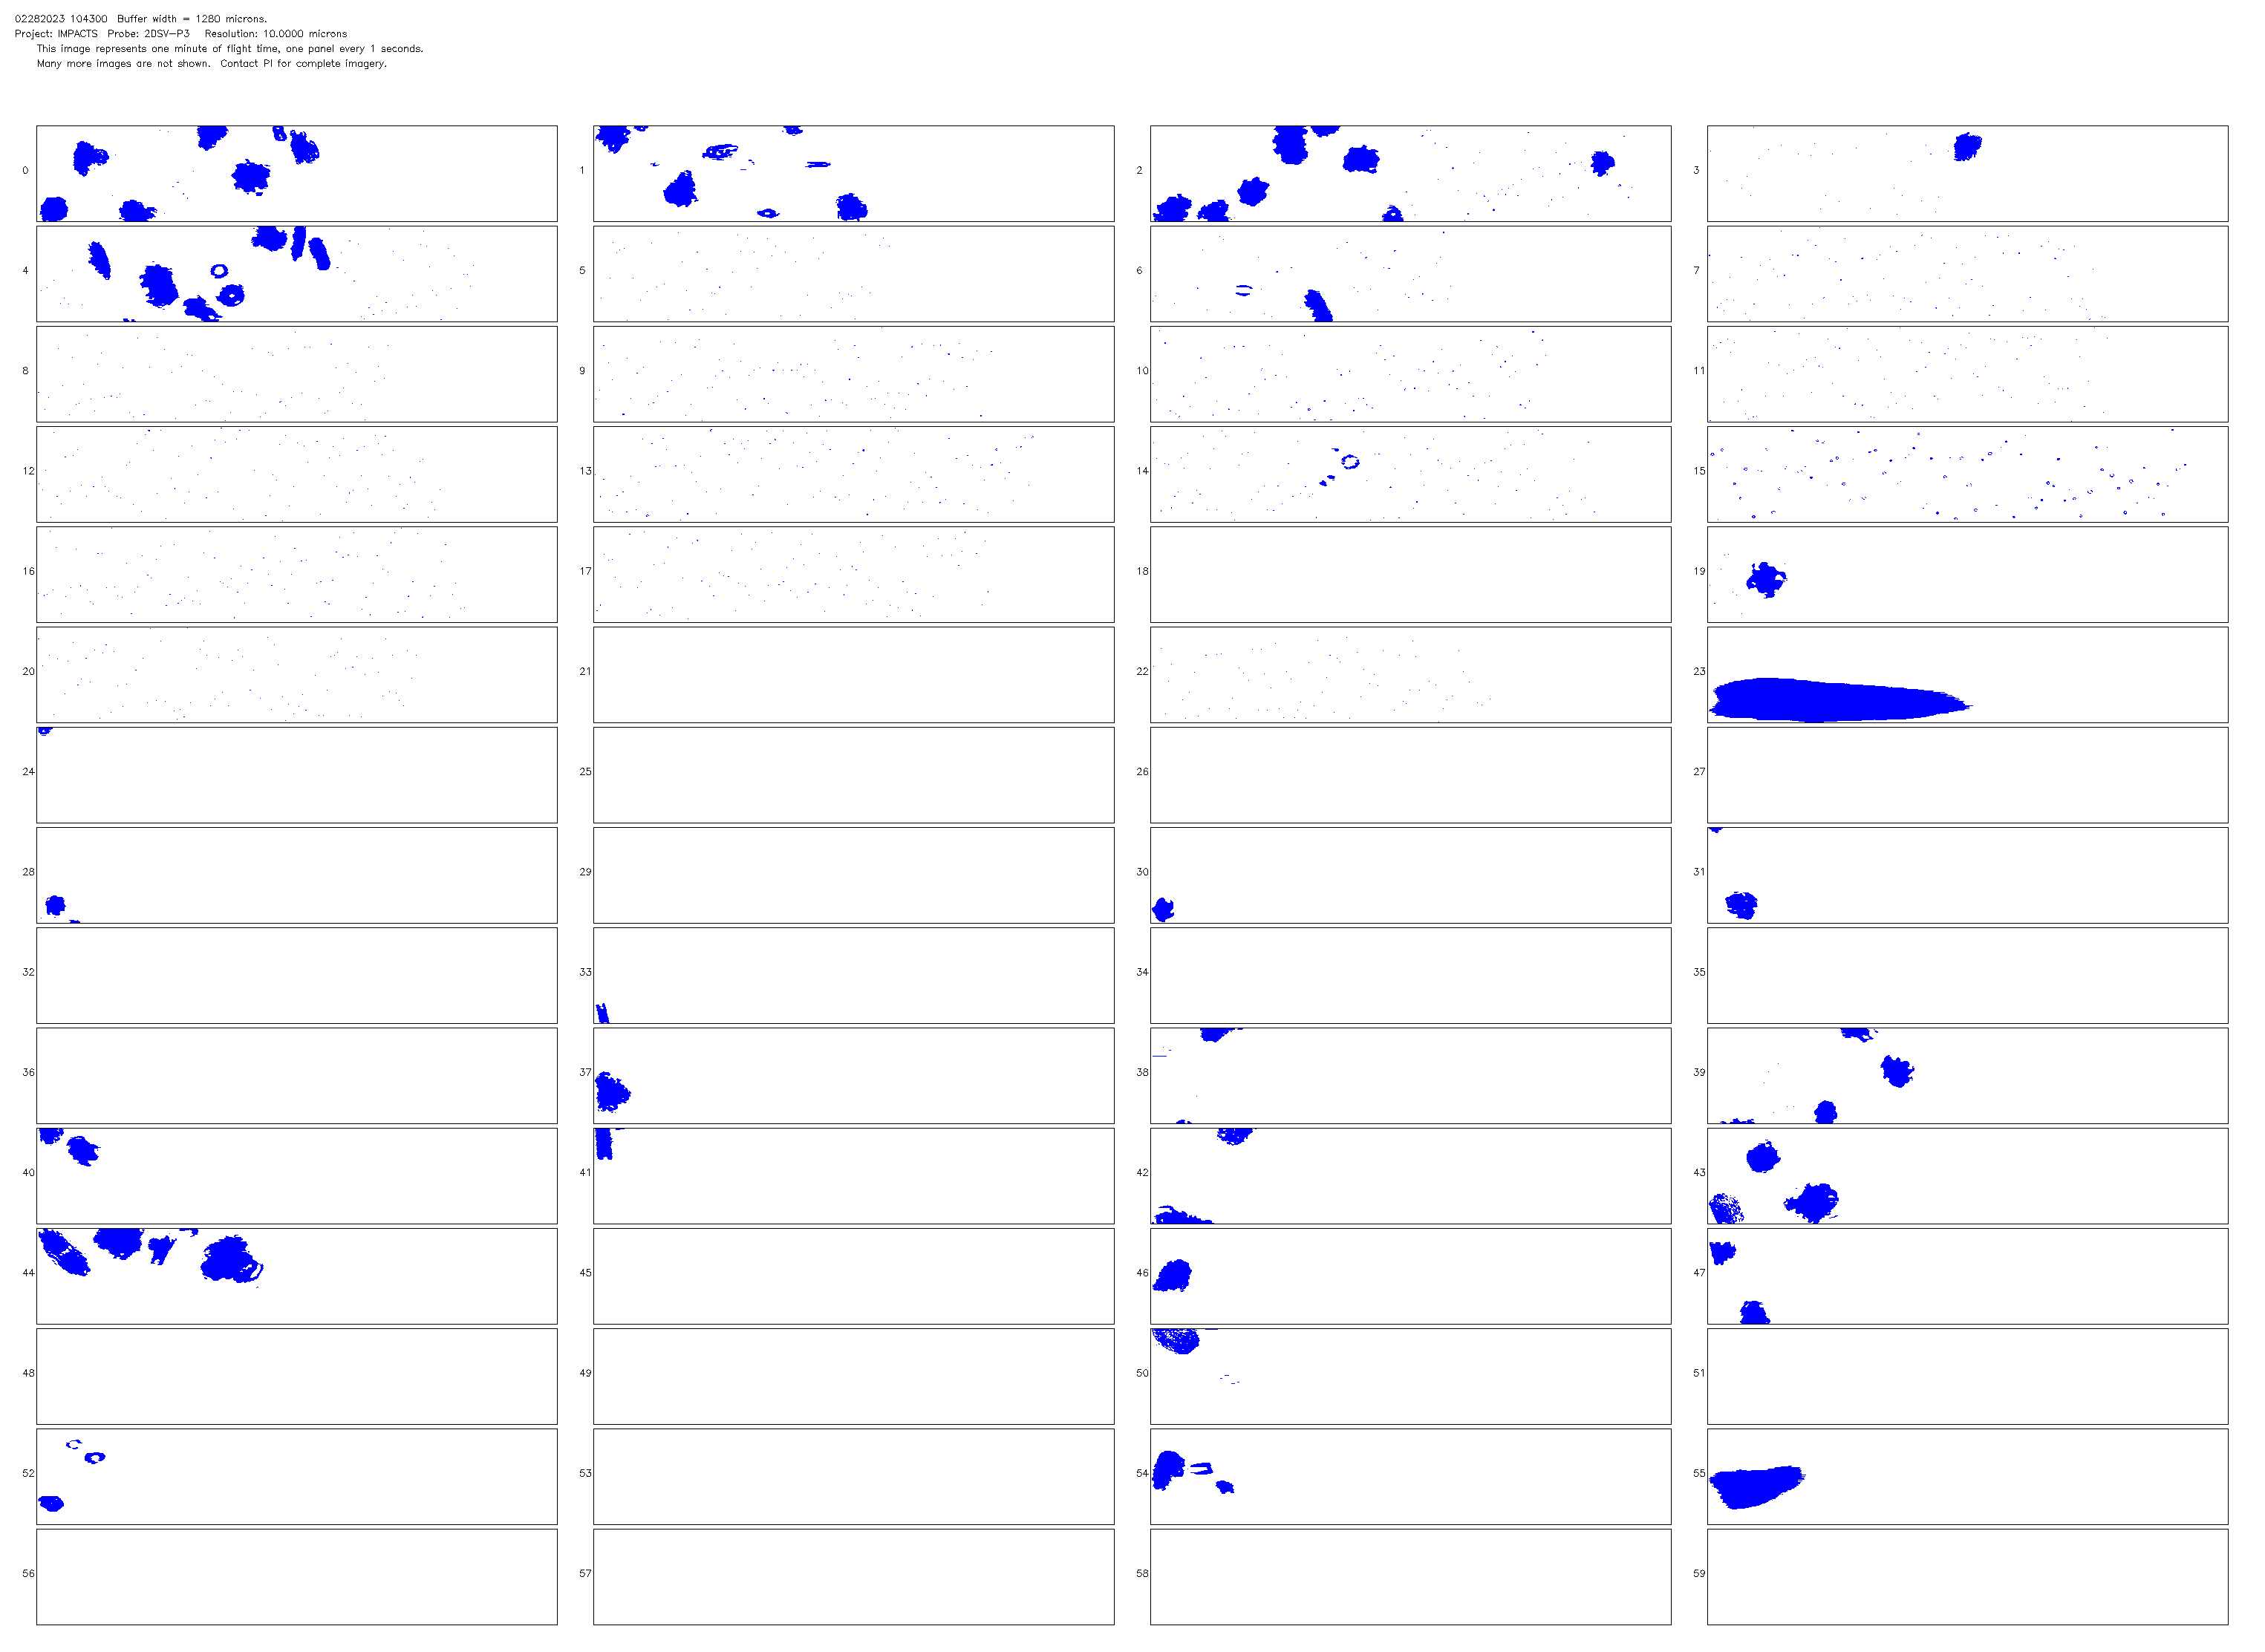 02282023 104300  Buffer width = 1280 microns.
Project: IMPACTS  Probe: 2DSV-P3   Resolution: 10.0000 microns
This image represents one minute of flight time, one panel every 1 seconds.
Many more images are not shown.  Contact PI for complete imagery.
0 1 2 3
4 5 6 7
8 9 10 11
12 13 14 15
16 17 18 19
20 21 22 23
24 25 26 27
28 29 30 31
32 33 34 35
36 37 38 39
40 41 42 43
44 45 46 47
48 49 50 51
52 53 54 55
56 57 58 59